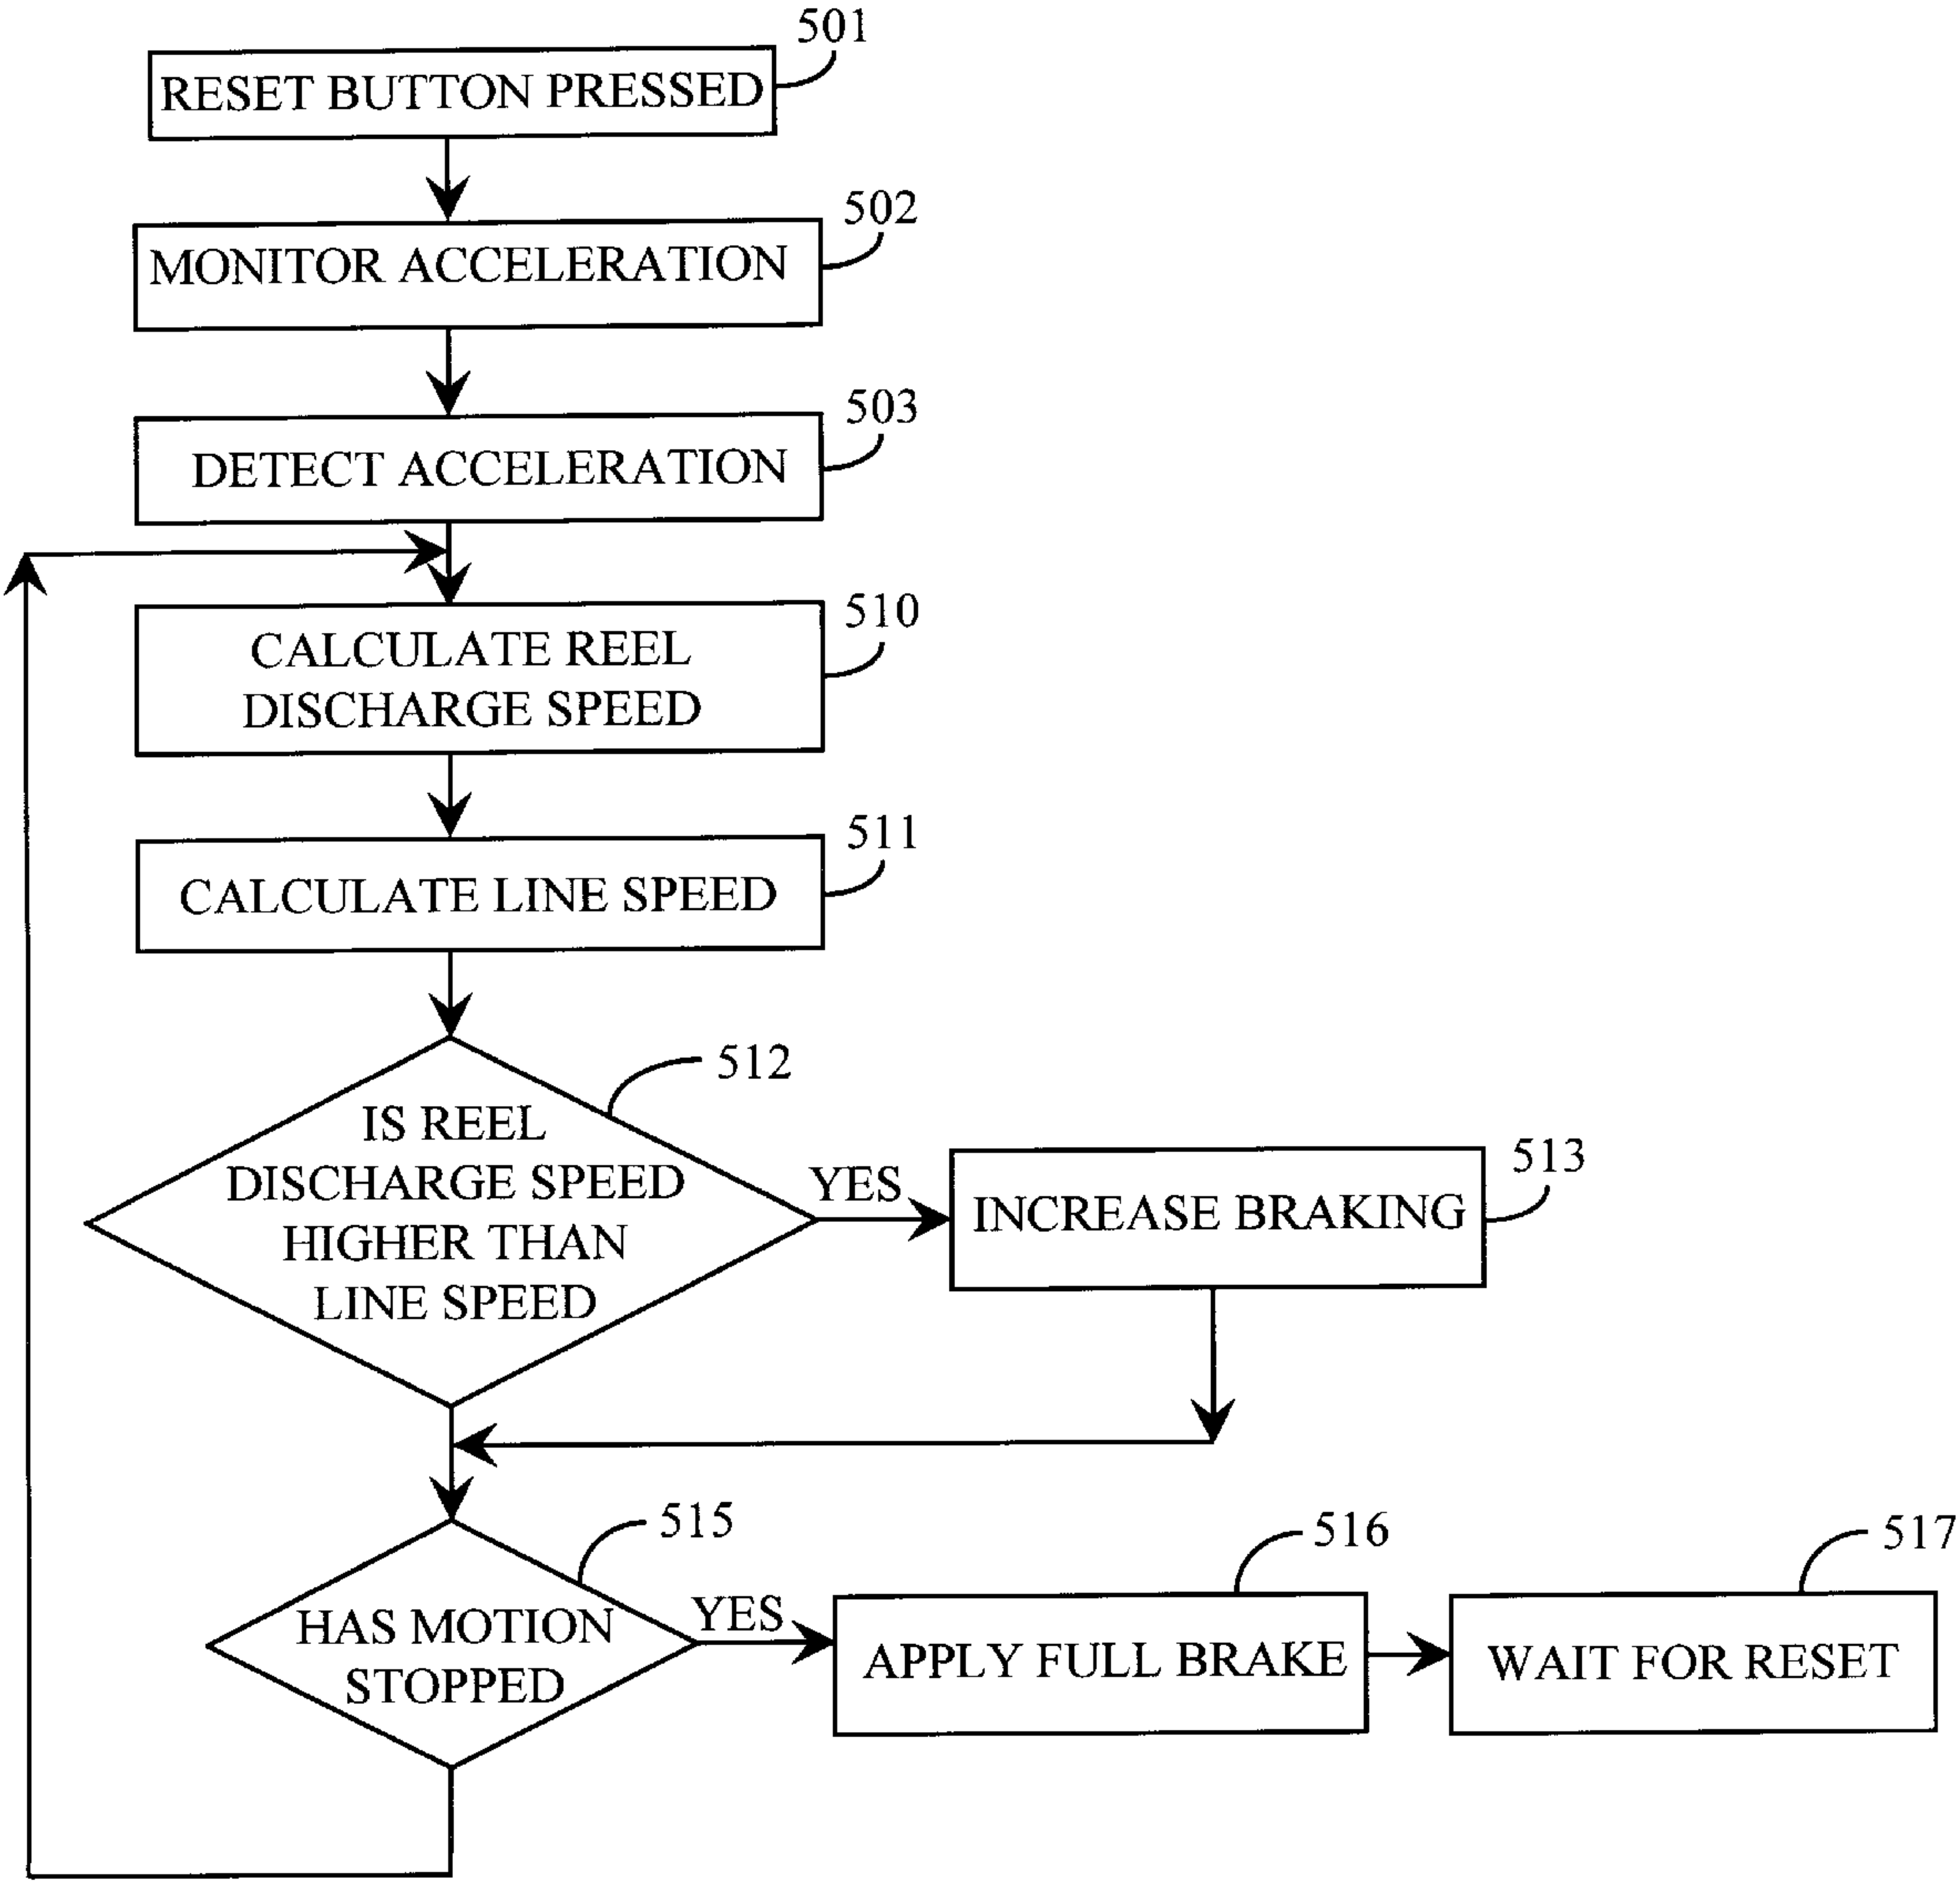 501
RESET BUTTON PRESSED
502
MONITOR ACCELERATION
503
DETECT ACCELERATION
510
CALCULATE REEL
DISCHARGE SPEED
511
CALCULATE LINE SPEED
512
IS REEL
DISCHARGE SPEED
HIGHER THAN
LINE SPEED
YES
513
INCREASE BRAKING
515
HAS MOTION
STOPPED
YES
516
APPLY FULL BRAKE
517
WAIT FOR RESET